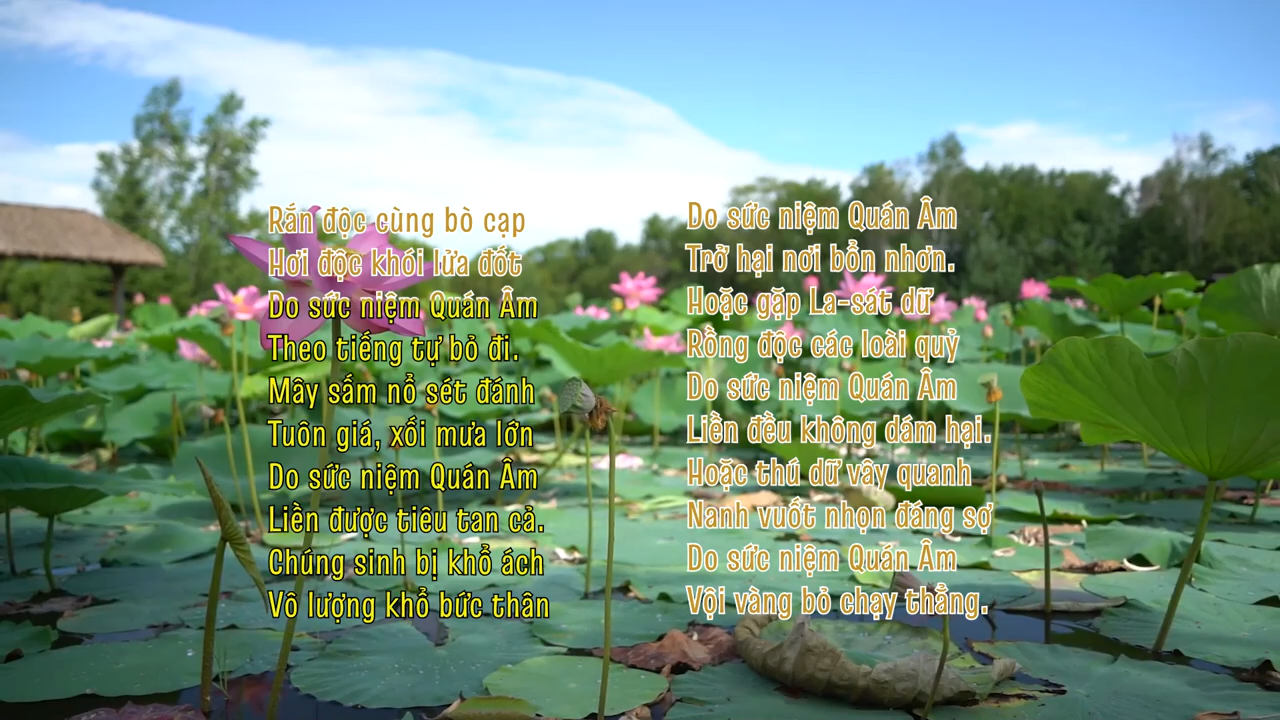 Rắn độc cùng bò cạp
Hơi độc khói lửa đốt
Do sức niệm Quán Âm
Theo tiếng tự bỏ đi.
Mây sấm nổ sét đánh
Tuôn giá, xối mưa lớn
Do sức niệm Quán Âm
Liền được tiêu tan cả.
Chúng sinh bị khổ ách
Vô lượng khổ bức thân
Do sức niệm Quán Âm
Trở hại nơi bổn nhơn.
Hoặc gặp La-sát dữ
Rồng độc các loài quỷ
Do sức niệm Quán Âm
Liền đều không dám hại.
Hoặc thú dữ vây quanh
Nanh vuốt nhọn đáng sợ
Do sức niệm Quán Âm
Vội vàng bỏ chạy thẳng.